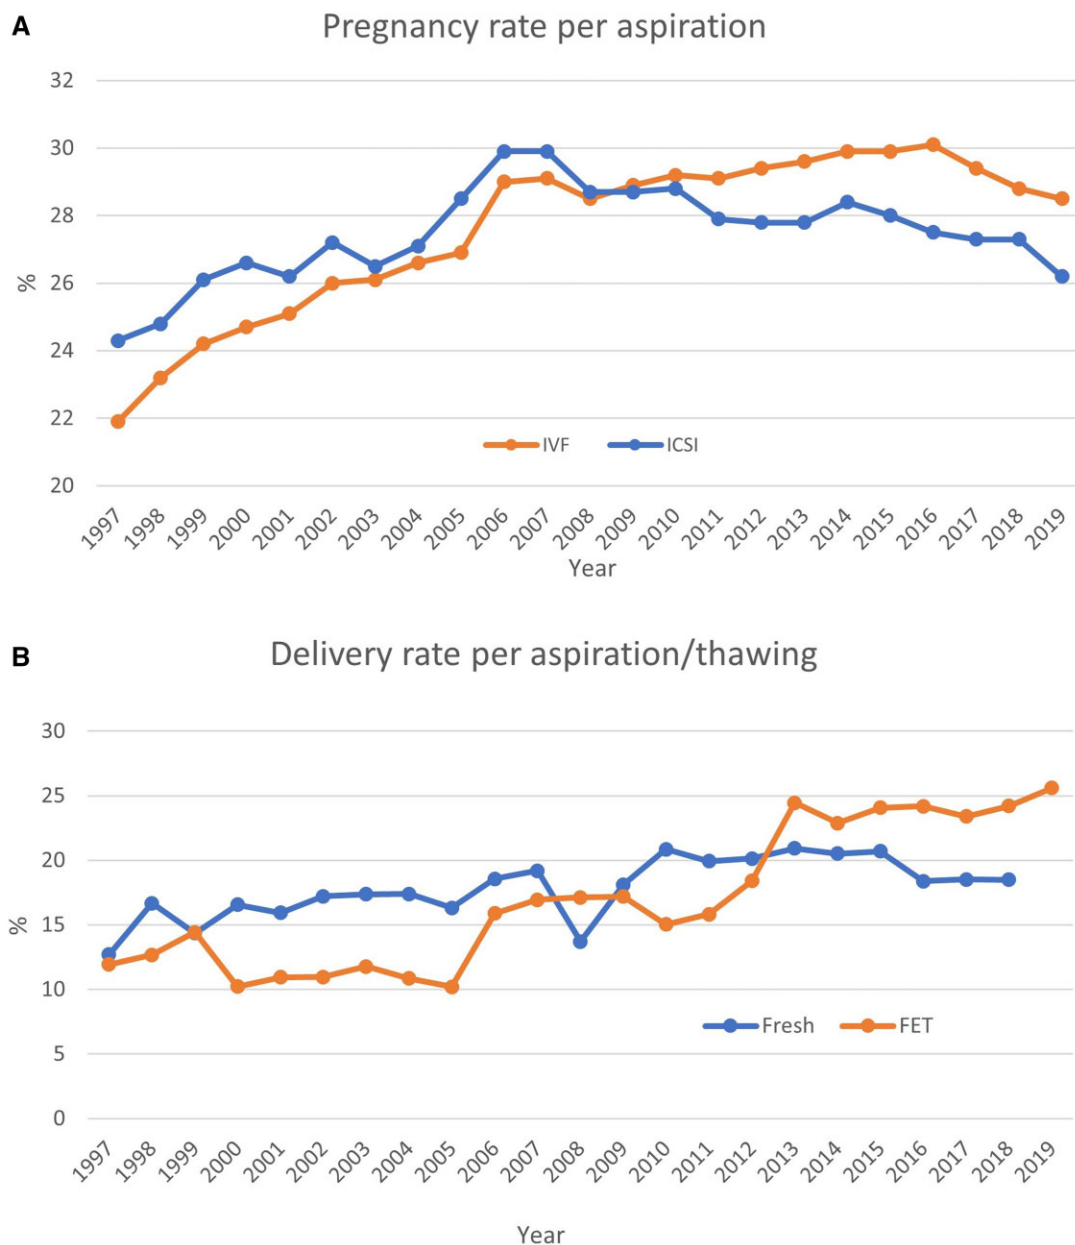 A
Pregnancy rate per aspiration
32
30
28
26
24
22
20
%
IVF ICSI
1997 1998 1999 2000 2001 2002 2003 2004 2005 2006 2007 2008 2009 2010 2011 2012 2013 2014 2015 2016 2017 2018 2019
Year
B
Delivery rate per aspiration/thawing
30
25
20
15
10
5
0
%
Fresh FET
1997 1998 1999 2000 2001 2002 2003 2004 2005 2006 2007 2008 2009 2010 2011 2012 2013 2014 2015 2016 2017 2018 2019
Year